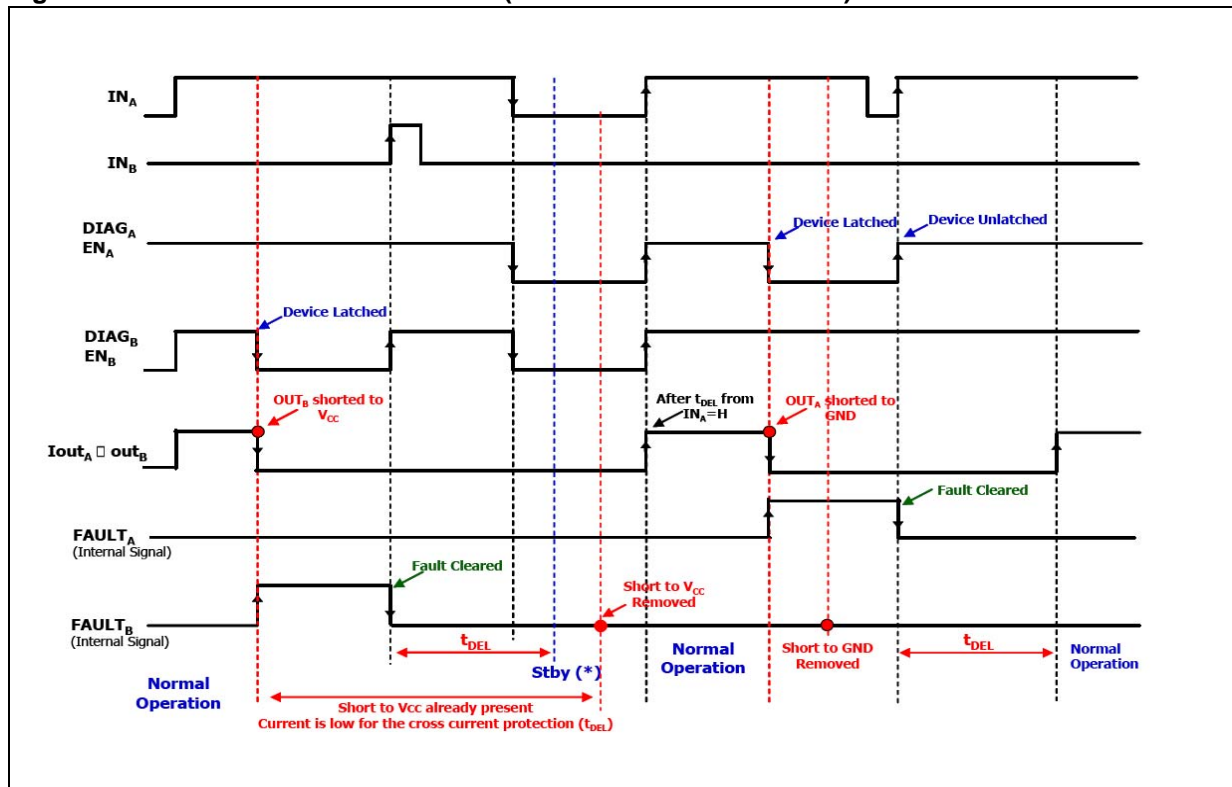 IN_A
IN_B
DIAG_A
EN_A
Device Latched
Device Unlatched
DIAG_B
EN_B
Device Latched
OUT_B shorted to
V_CC
After t_DEL from
IN_A=H
OUT_A shorted to
GND
Iout_A □ out_B
FAULT_A
(Internal Signal)
Fault Cleared
FAULT_B
(Internal Signal)
Fault Cleared
Short to V_CC
Removed
t_DEL
Stby (*)
Normal
Operation
Short to GND
Removed
t_DEL
Normal
Operation
Normal
Operation
Short to Vcc already present
Current is low for the cross current protection (t_DEL)